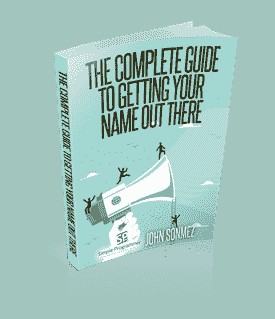 THE COMPLETE GUIDE TO GETTING YOUR NAME OUT THERE
THE COMPLETE GUIDE
TO GETTING YOUR
NAME OUT THERE
SP
Simple Programmer
JOHN SONMEZ